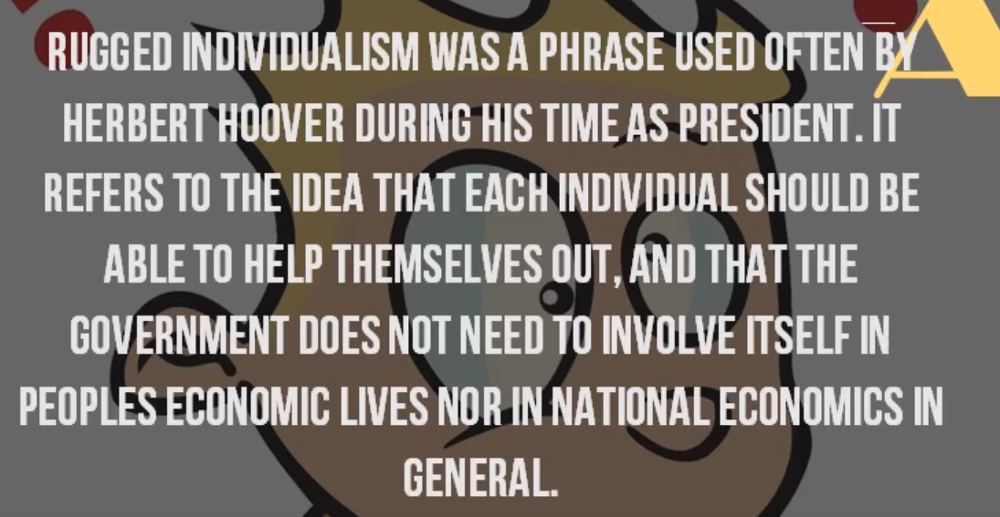 RUGGED INDIVIDUALISM WAS A PHRASE USED OFTEN BY
HERBERT HOOVER DURING HIS TIME AS PRESIDENT. IT
REFERS TO THE IDEA THAT EACH INDIVIDUAL SHOULD BE
ABLE TO HELP THEMSELVES OUT, AND THAT THE
GOVERNMENT DOES NOT NEED TO INVOLVE ITSELF IN
PEOPLES ECONOMIC LIVES NOR IN NATIONAL ECONOMICS IN
GENERAL.